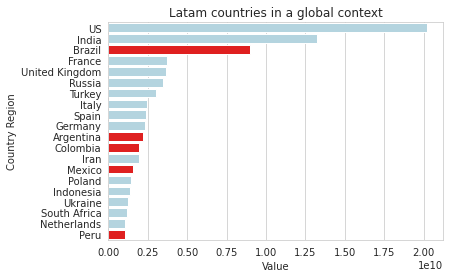 Latam countries in a global context
US
India
Brazil
France
United Kingdom
Russia
Turkey
Italy
Spain
Germany
Argentina
Colombia
Iran
Mexico
Poland
Indonesia
Ukraine
South Africa
Netherlands
Peru
Country Region
0.00 0.25 0.50 0.75 1.00 1.25 1.50 1.75 2.00
1e10
Value